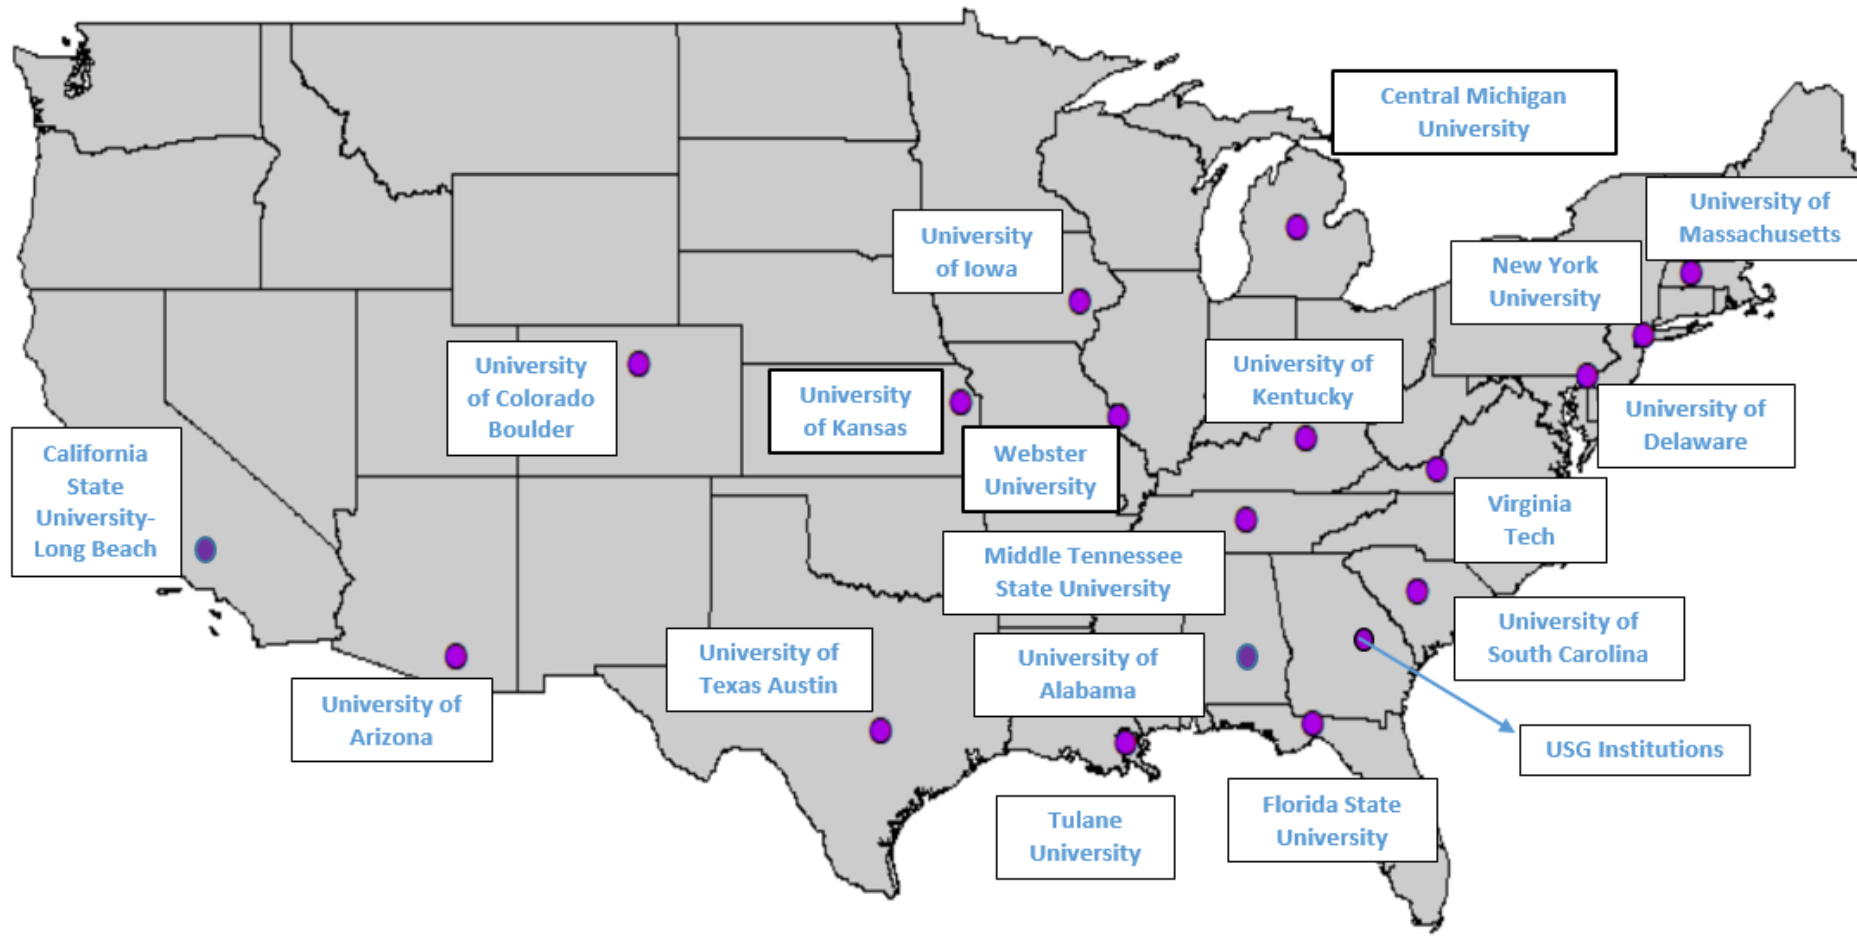 Central Michigan
University
University of
Massachusetts
University
of Iowa
New York
University
University
of Colorado
Boulder
University
of Kansas
University of
Kentucky
University of
Delaware
California
State
University-
Long Beach
Webster
University
Virginia
Tech
Middle Tennessee
State University
University of
South Carolina
University of
Texas Austin
University of
Alabama
University of
Arizona
USG Institutions
Tulane
University
Florida State
University